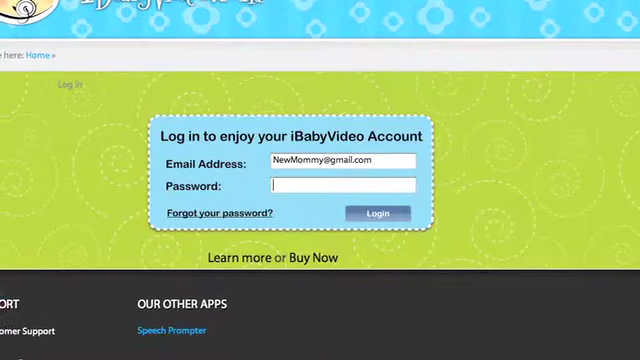 e here: Home »
Log in
Log in to enjoy your iBabyVideo Account
Email Address: NewMommy@gmail.com
Password:
Forgot your password? Login
Learn more or Buy Now
ORT OUR OTHER APPS
omer Support Speech Prompter